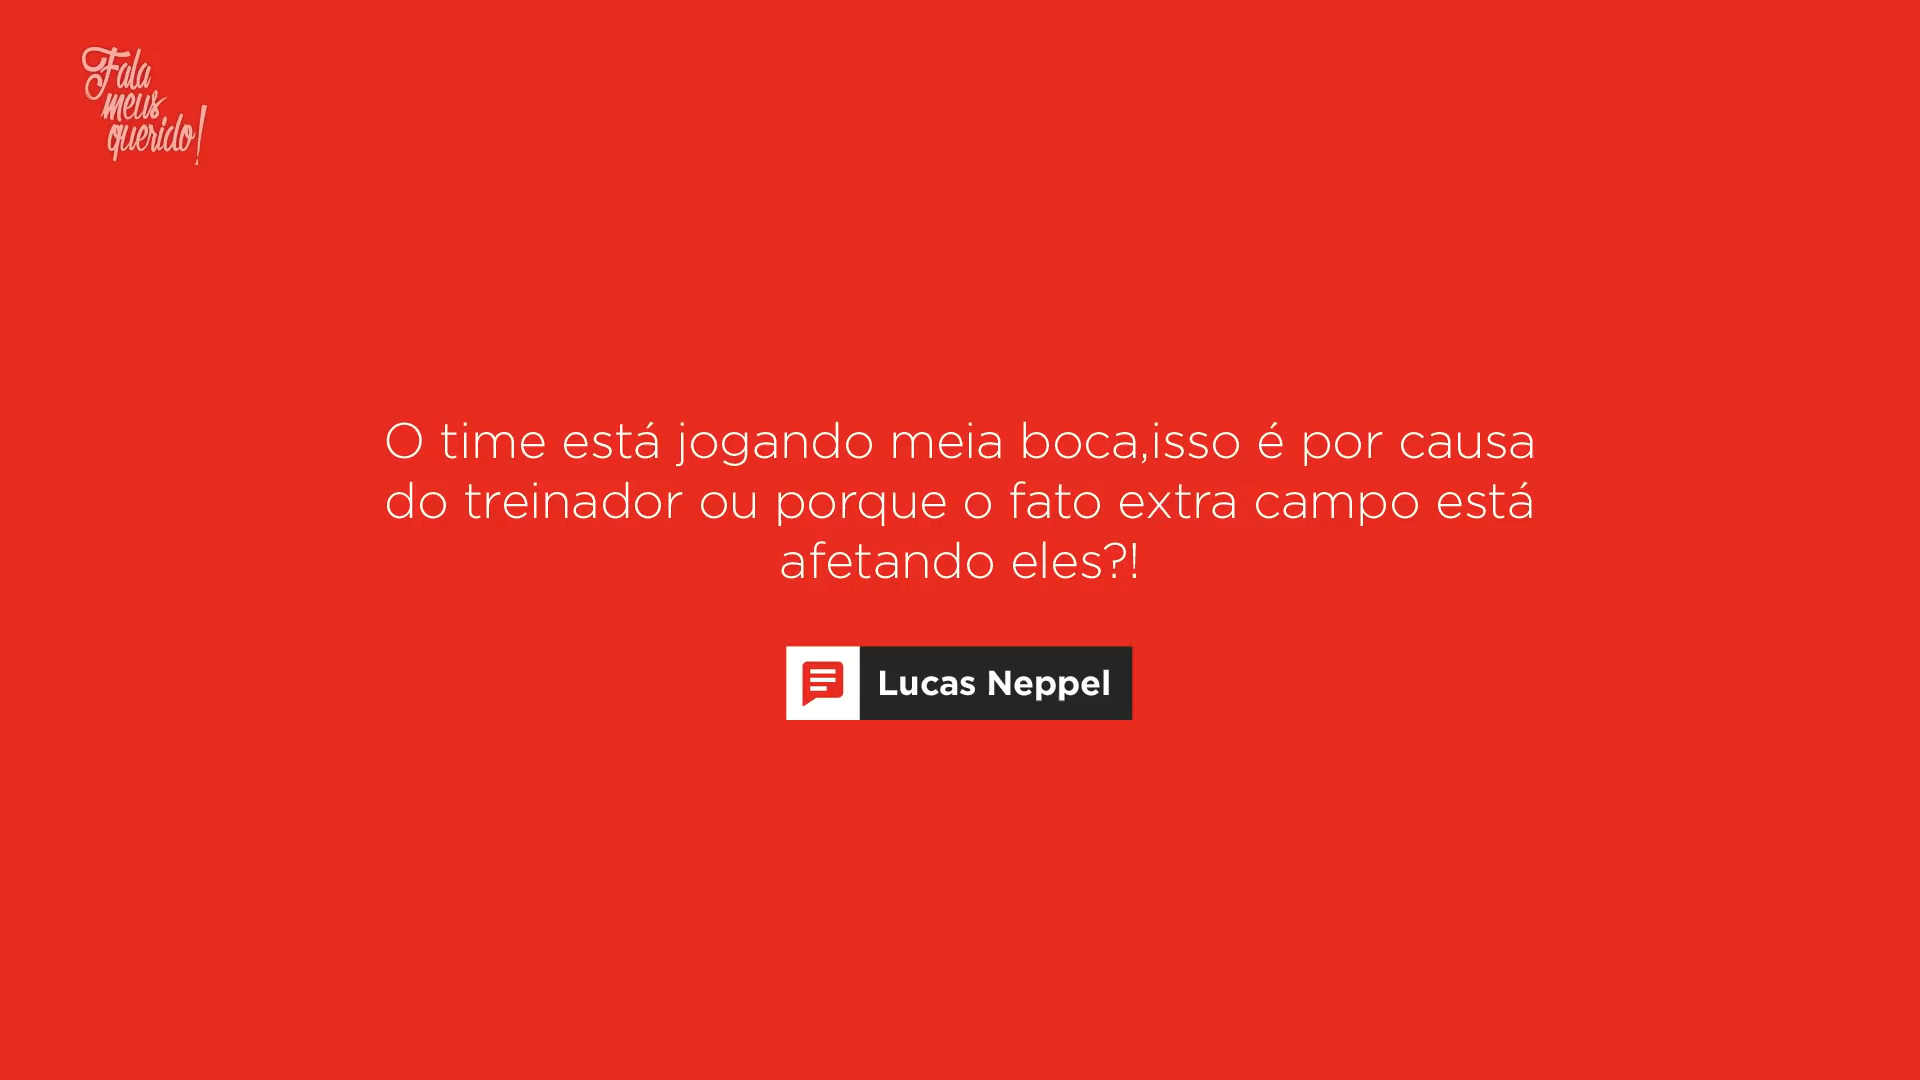 Fala
meus
querido!
O time está jogando meia boca,isso é por causa
do treinador ou porque o fato extra campo está
afetando eles?!
Lucas Neppel